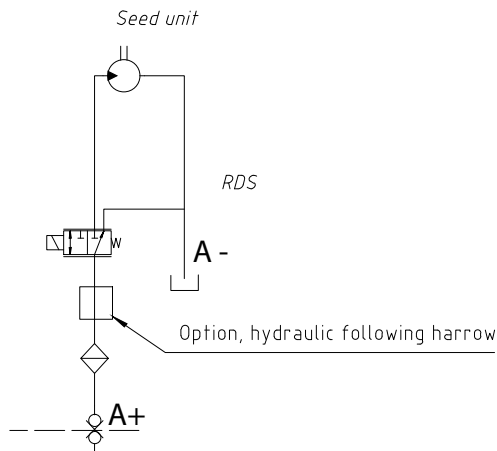 Seed unit
RDS
A -
Option, hydraulic following harrow
A+